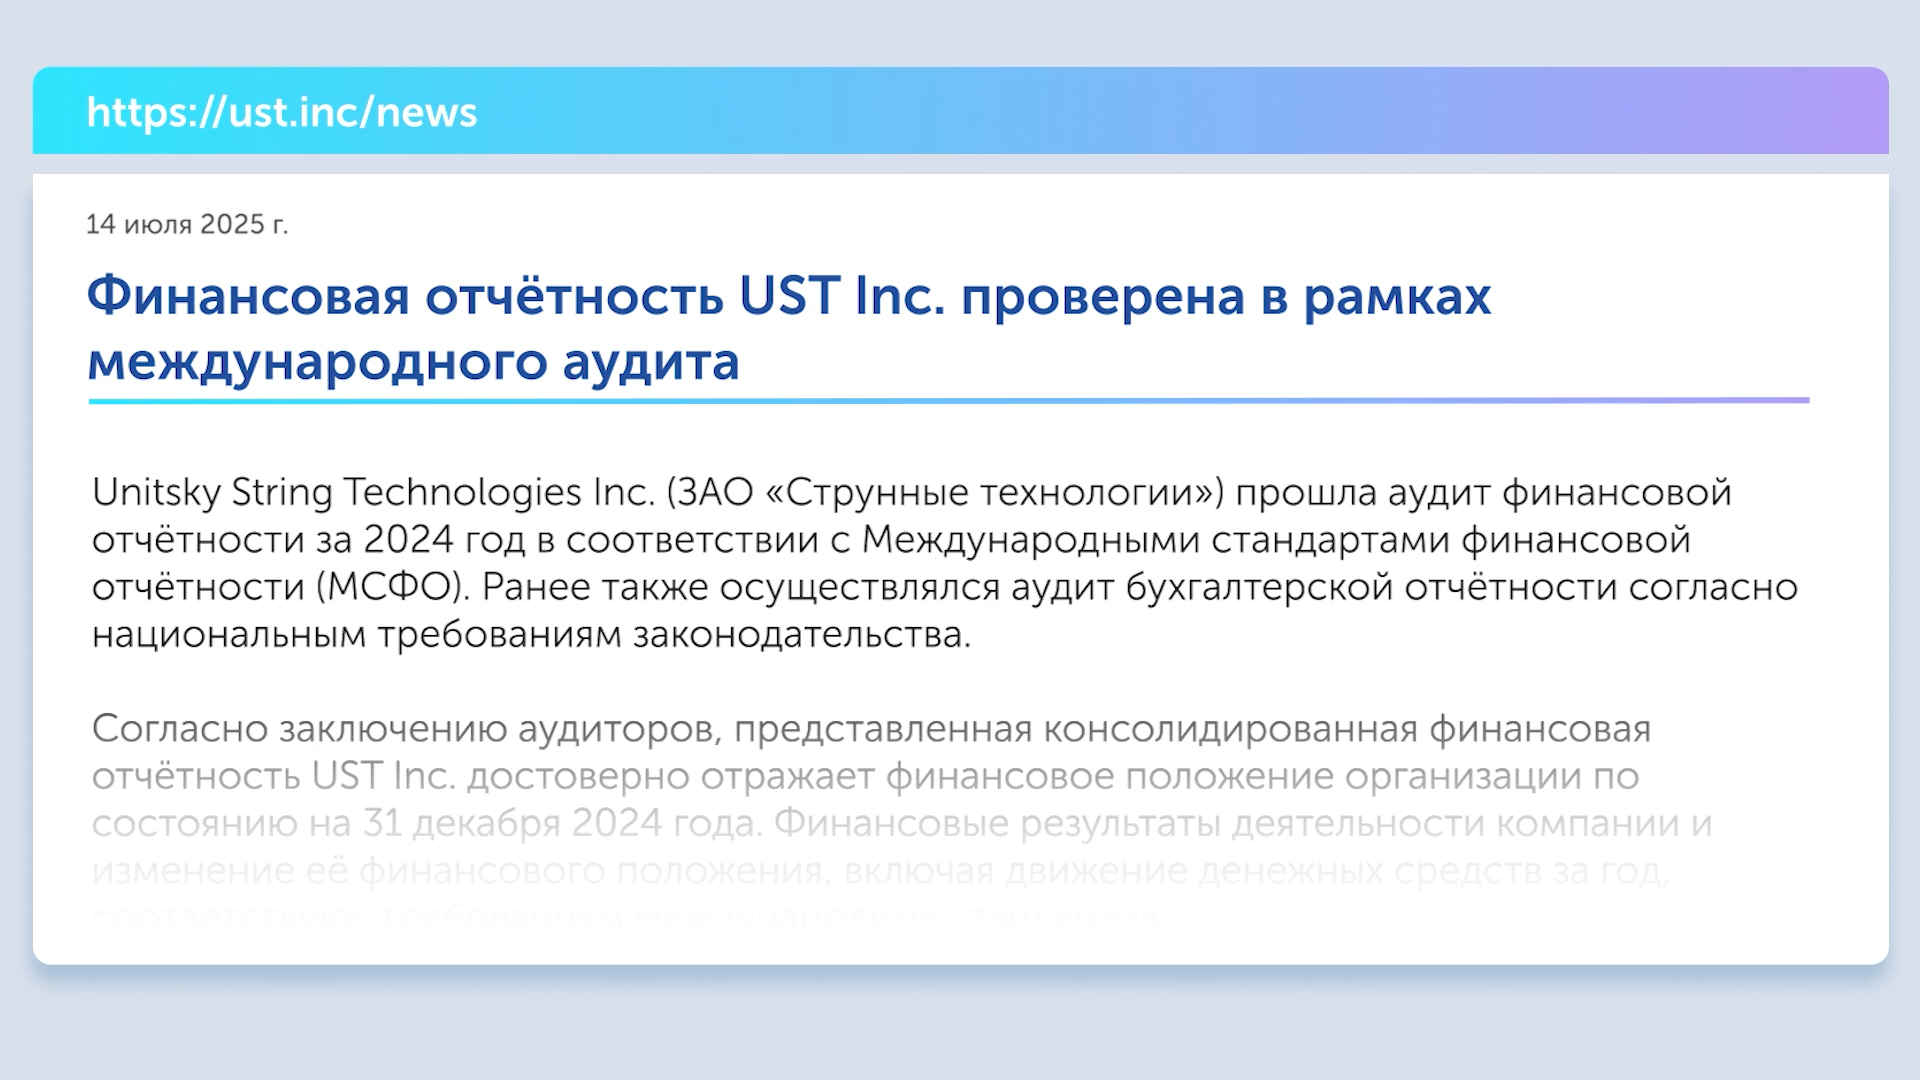 https://ust.inc/news
14 июля 2025 г.
Финансовая отчётность UST Inc. проверена в рамках
международного аудита
Unitsky String Technologies Inc. (ЗАО «Струнные технологии») прошла аудит финансовой
отчётности за 2024 год в соответствии с Международными стандартами финансовой
отчётности (МСФО). Ранее также осуществлялся аудит бухгалтерской отчётности согласно
национальным требованиям законодательства.
Согласно заключению аудиторов, представленная консолидированная финансовая
отчётность UST Inc. достоверно отражает финансовое положение организации по
состоянию на 31 декабря 2024 года. Финансовые результаты деятельности компании и
изменение её финансового положения, включая движение денежных средств за год,
соответствуют требованиям международных стандартов.